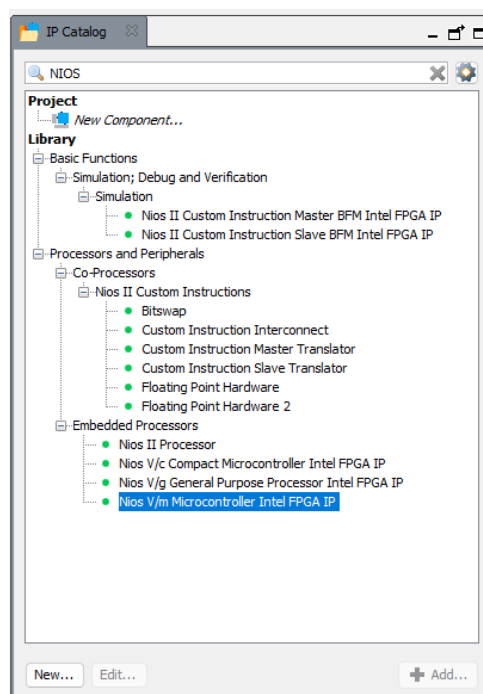 IP Catalog
NIOS
Project
New Component...
Library
Basic Functions
Simulation; Debug and Verification
Simulation
Nios II Custom Instruction Master BFM Intel FPGA IP
Nios II Custom Instruction Slave BFM Intel FPGA IP
Processors and Peripherals
Co-Processors
Nios II Custom Instructions
Bitswap
Custom Instruction Interconnect
Custom Instruction Master Translator
Custom Instruction Slave Translator
Floating Point Hardware
Floating Point Hardware 2
Embedded Processors
Nios II Processor
Nios V/c Compact Microcontroller Intel FPGA IP
Nios V/g General Purpose Processor Intel FPGA IP
Nios V/m Microcontroller Intel FPGA IP
New... Edit... Add...